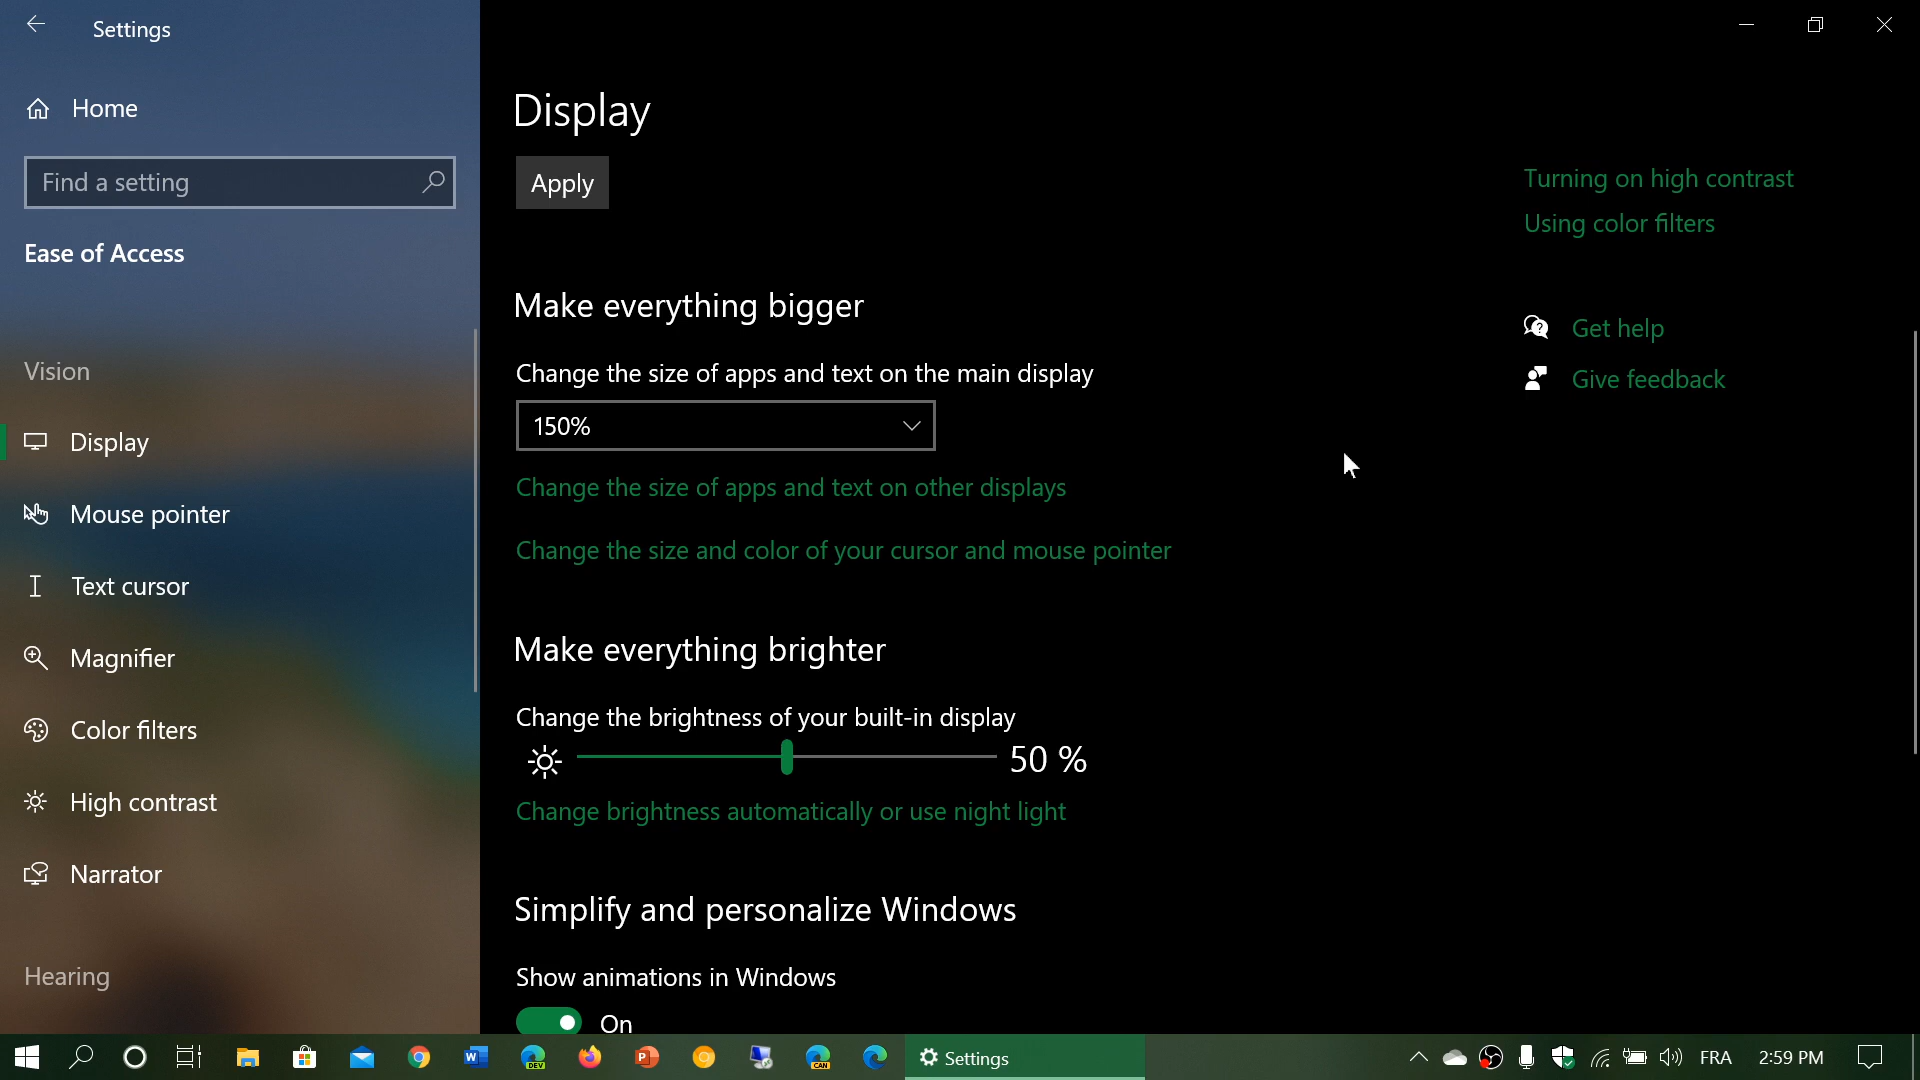 Settings
Home
Find a setting
Ease of Access
Vision
Display
Mouse pointer
Text cursor
Magnifier
Color filters
High contrast
Narrator
Hearing
Display
Apply
Make everything bigger
Change the size of apps and text on the main display
150%
Change the size of apps and text on other displays
Change the size and color of your cursor and mouse pointer
Make everything brighter
Change the brightness of your built-in display
50 %
Change brightness automatically or use night light
Simplify and personalize Windows
Show animations in Windows
On
Turning on high contrast
Using color filters
Get help
Give feedback
W
DEV
P
CAN
Settings
FRA
2:59 PM